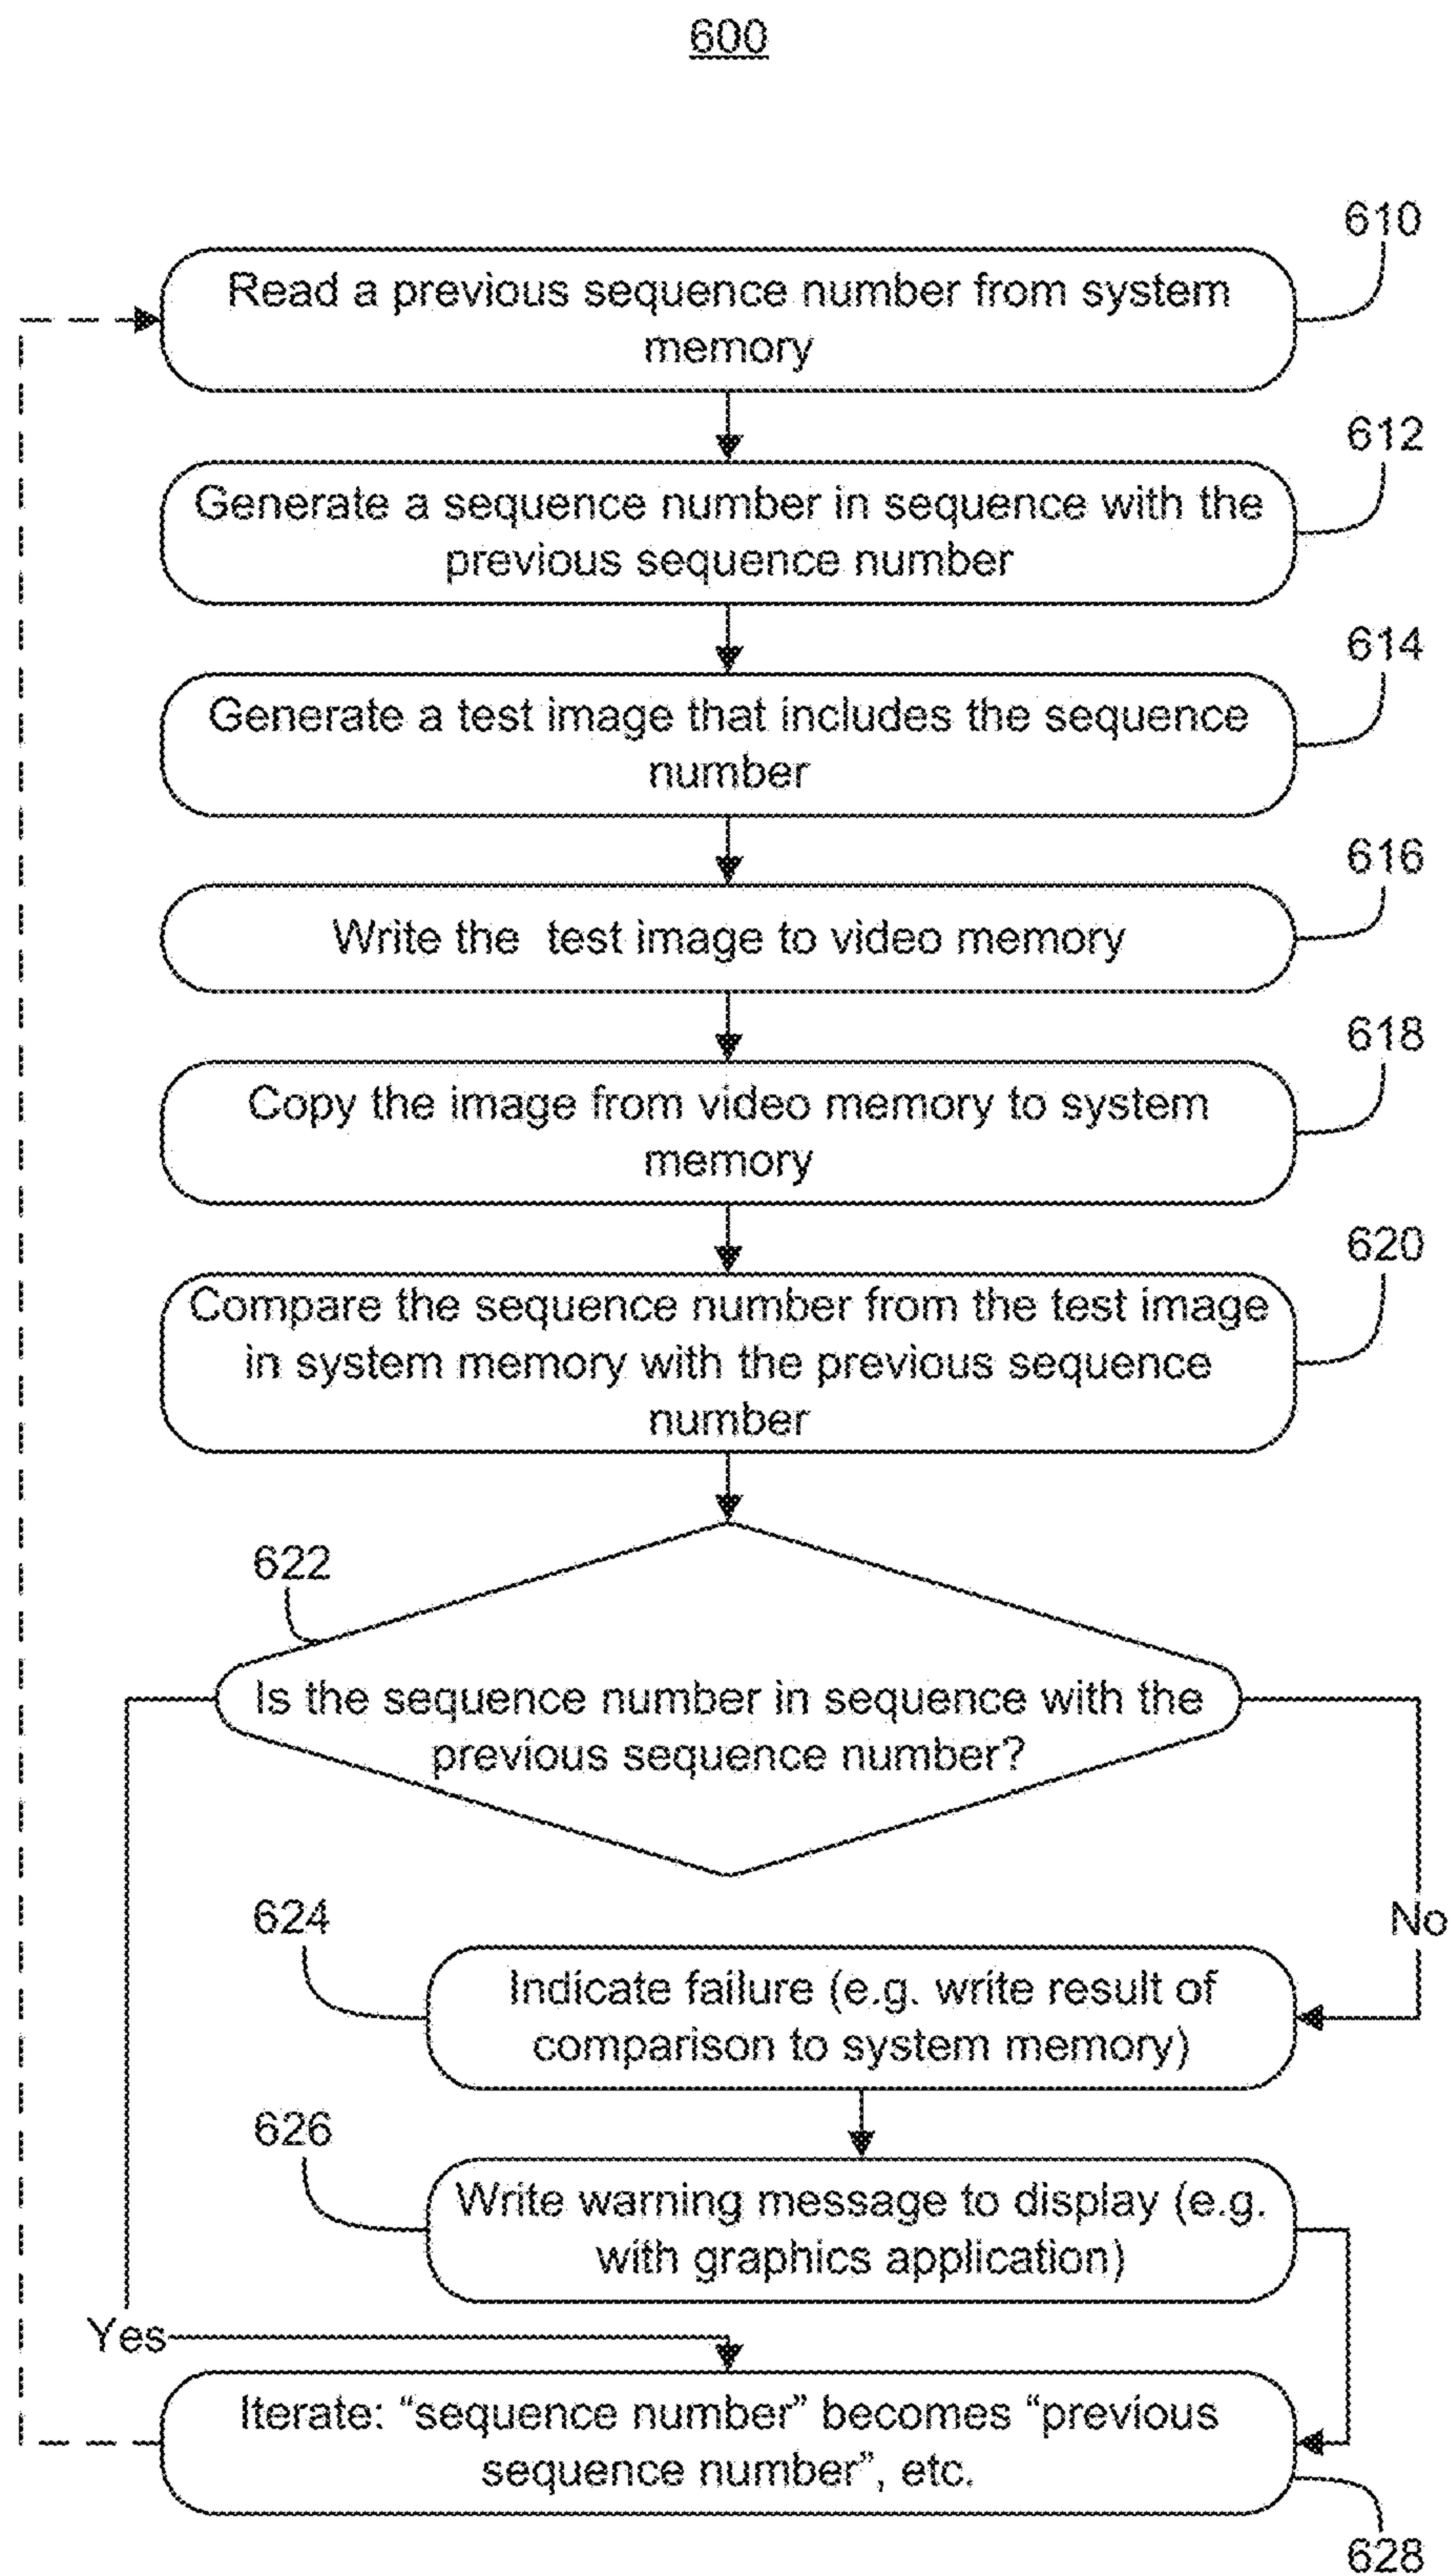 600
610
Read a previous sequence number from system
memory
612
Generate a sequence number in sequence with the
previous sequence number
614
Generate a test image that includes the sequence
number
616
Write the  test image to video memory
618
Copy the image from video memory to system
memory
620
Compare the sequence number from the test image
in system memory with the previous sequence
number
622
Is the sequence number in sequence with the
previous sequence number?
624
No
Indicate failure (e.g. write result of
comparison to system memory)
626
Write warning message to display (e.g.
with graphics application)
Yes
Iterate: “sequence number” becomes “previous
sequence number”, etc.
628